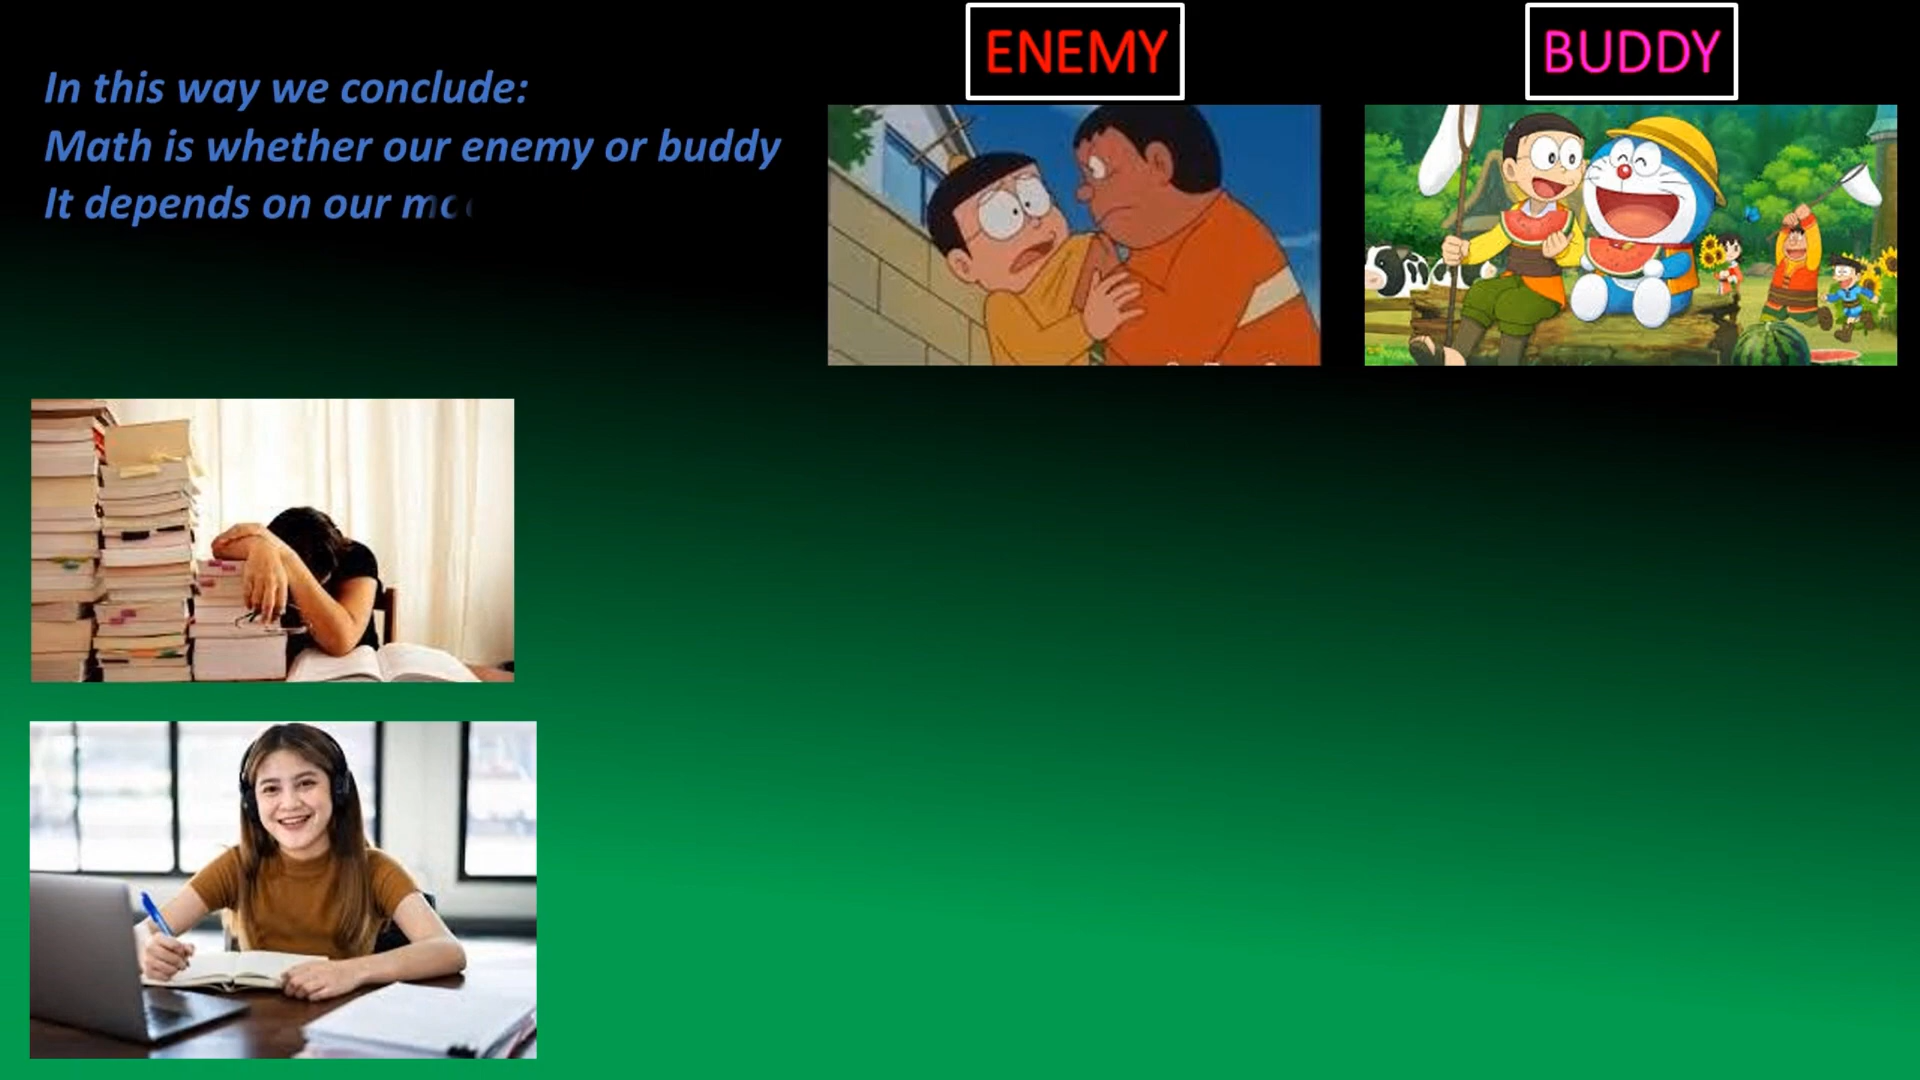 In this way we conclude:
Math is whether our enemy or buddy
It depends on our
ENEMY
BUDDY